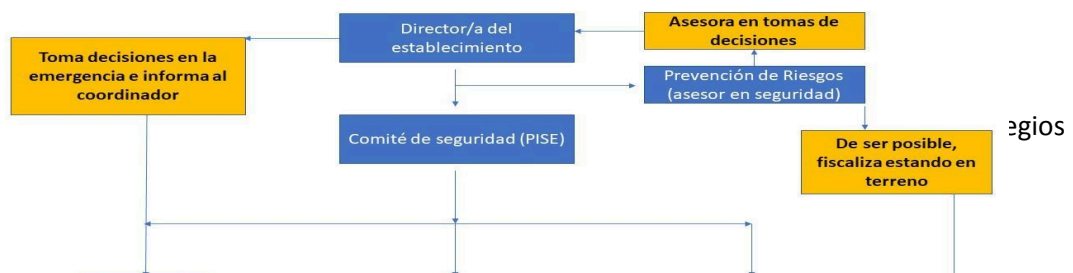 Director/a del
establecimiento
Asesora en tomas de
decisiones
Toma decisiones en la
emergencia e informa al
coordinador
Prevención de Riesgos
(asesor en seguridad)
Comité de seguridad (PISE)
De ser posible,
fiscaliza estando en
terreno
egios